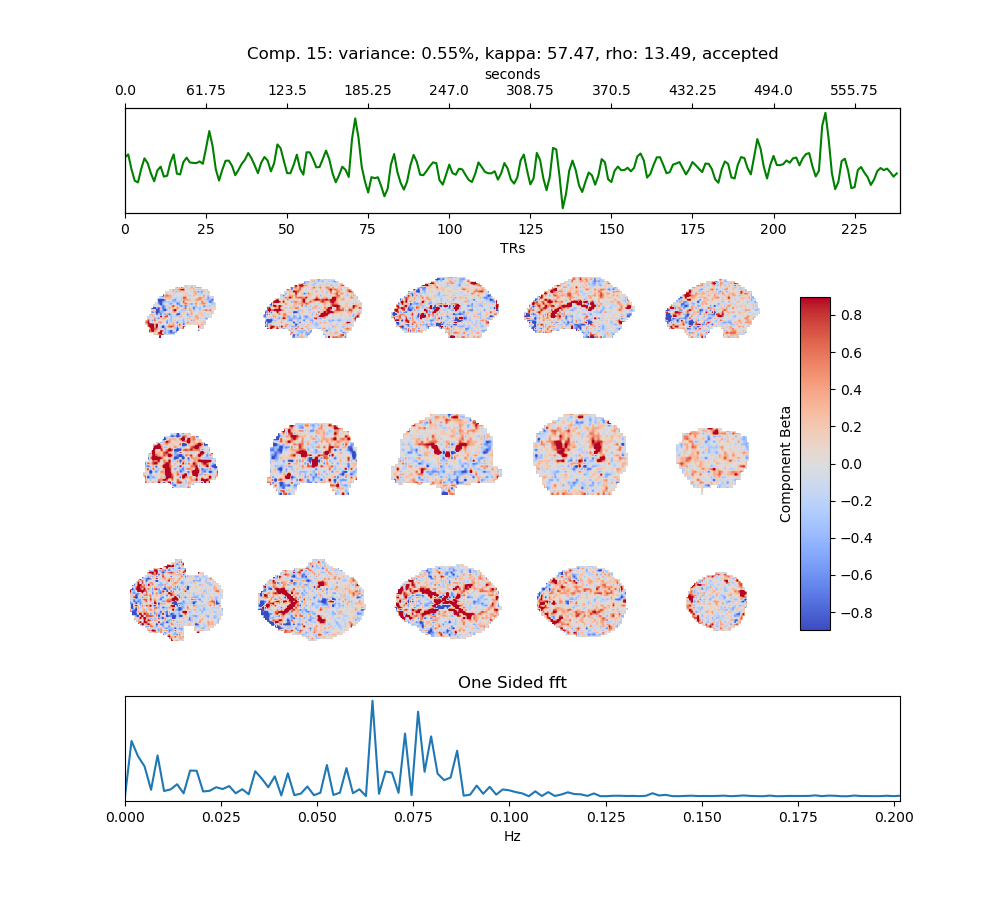 Comp. 15: variance: 0.55%, kappa: 57.47, rho: 13.49, accepted
seconds
0.0 61.75 123.5 185.25 247.0 308.75 370.5 432.25 494.0 555.75
0 25 50 75 100 125 150 175 200 225
TRs
Component Beta
0.8
0.6
0.4
0.2
0.0
−0.2
−0.4
−0.6
−0.8
One Sided fft
0.000 0.025 0.050 0.075 0.100 0.125 0.150 0.175 0.200
Hz